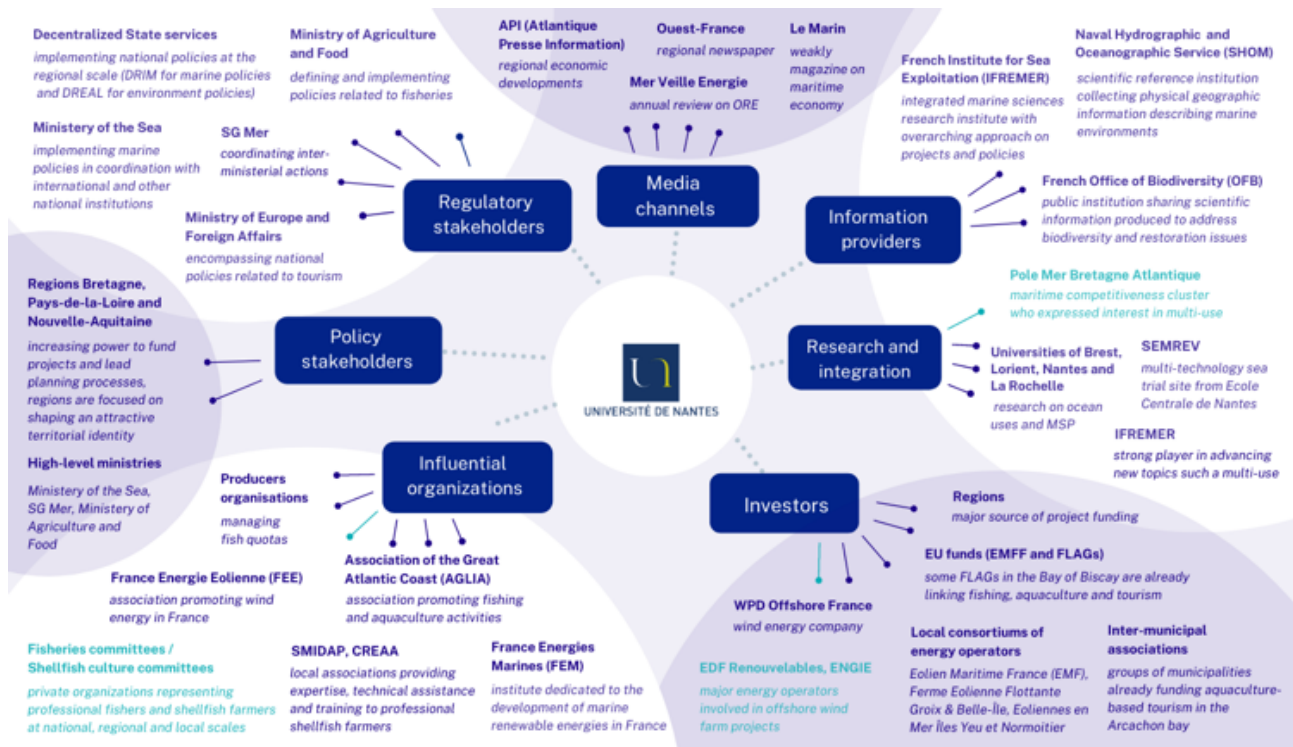 Decentralized State services
implementing national policies at the
regional scale (DRIM for marine policies
and DREAL for environment policies)
Ministry of Agriculture
and Food
defining and implementing
policies related to fisheries
Ministery of the Sea
implementing marine
policies in coordination with
international and other
national institutions
SG Mer
coordinating inter-
ministerial actions
Ministry of Europe and
Foreign Affairs
encompassing national
policies related to tourism
Regulatory
stakeholders
API (Atlantique
Presse Information)
regional economic
developments
Ouest-France
regional newspaper
Mer Veille Energie
annual review on ORE
Le Marin
weakly
magazine on
maritime
economy
Media
channels
French Institute for Sea
Exploitation (IFREMER)
integrated marine sciences
research institute with
overarching approach on
projects and policies
Naval Hydrographic and
Oceanographic Service (SHOM)
scientific reference institution
collecting physical geographic
information describing marine
environments
French Office of Biodiversity (OFB)
public institution sharing scientific
information produced to address
biodiversity and restoration issues
Information
providers
Regions Bretagne,
Pays-de-la-Loire and
Nouvelle-Aquitaine
increasing power to fund
projects and lead
planning processes,
regions are focused on
shaping an attractive
territorial identity
High-level ministries
Ministery of the Sea,
SG Mer, Ministry of
Agriculture and
Food
Policy
stakeholders
UNIVERSITÉ DE NANTES
Research and
integration
Pole Mer Bretagne Atlantique
maritime competitiveness cluster
who expressed interest in multi-use
Universities of Brest,
Lorient, Nantes and
La Rochelle
research on ocean
uses and MSP
SEMREV
multi-technology sea
trial site from Ecole
Centrale de Nantes
IFREMER
strong player in advancing
new topics such a multi-use
Influential
organizations
Producers
organisations
managing
fish quotas
France Energie Eolienne (FEE)
association promoting wind
energy in France
Association of the Great
Atlantic Coast (AGLIA)
association promoting fishing
and aquaculture activities
Fisheries committees /
Shellfish culture committees
private organizations representing
professional fishers and shellfish farmers
at national, regional and local scales
SMIDAP, CREAA
local associations providing
expertise, technical assistance
and training to professional
shellfish farmers
France Energies
Marines (FEM)
institute dedicated to the
development of marine
renewable energies in France
Investors
Regions
major source of project funding
EU funds (EMFF and FLAGs)
some FLAGs in the Bay of Biscay are already
linking fishing, aquaculture and tourism
WPD Offshore France
wind energy company
EDF Renouvelables, ENGIE
major energy operators
involved in offshore wind
farm projects
Local consortiums of
energy operators
Eolien Maritime France (EMF),
Ferme Eolienne Flottante
Groix & Belle-Île, Eoliennes en
Mer Îles Yeu et Normoitier
Inter-municipal
associations
groups of municipalities
already funding aquaculture-
based tourism in the
Arcachon bay